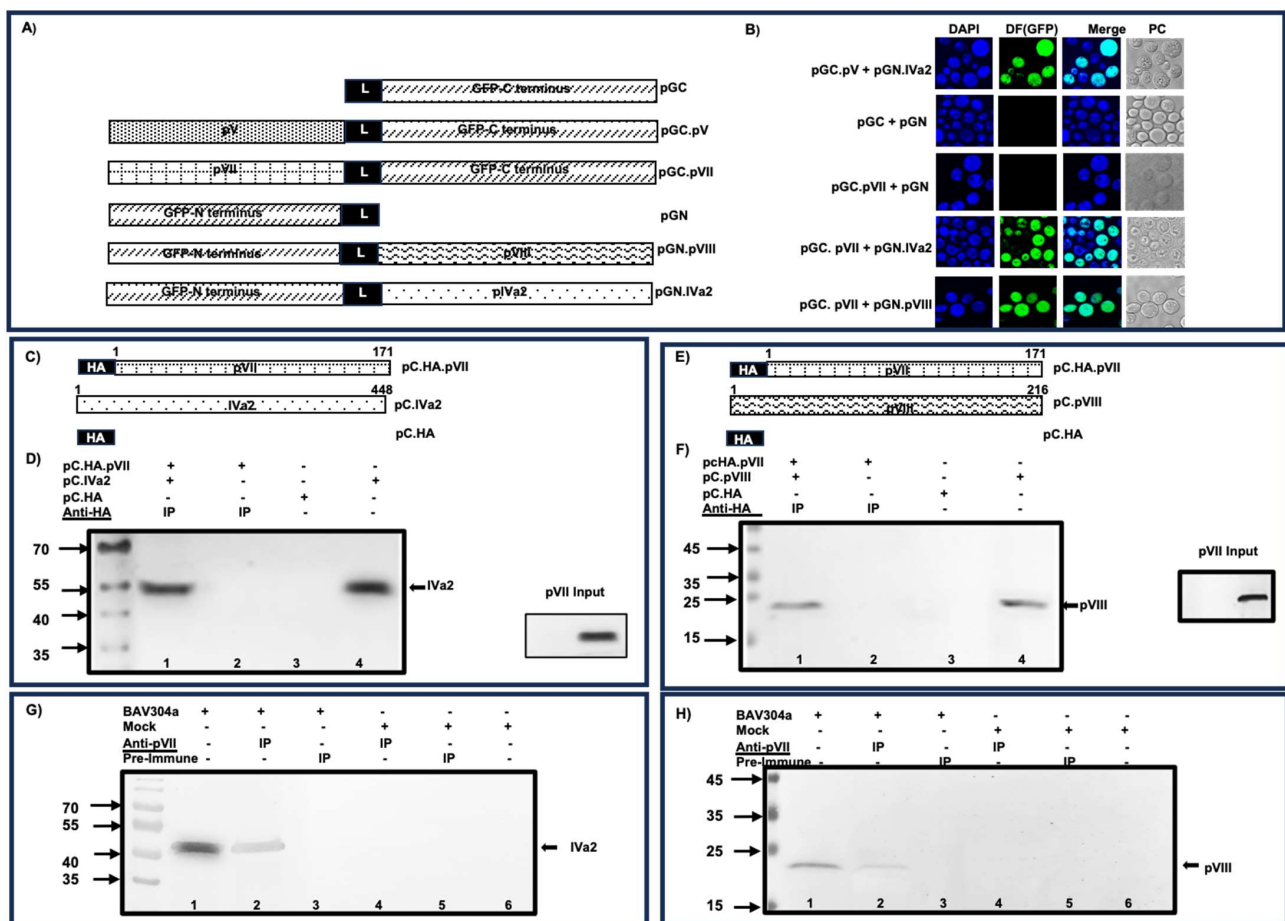 A)
L GFP-C terminus pGC
pV L GFP-C terminus pGC.pV
pVII L GFP-C terminus pGC.pVII
GFP-N terminus L pGN
GFP-N terminus L pVIII pGN.pVIII
GFP-N terminus L pIVa2 pGN.IVa2
B)
DAPI DF(GFP) Merge PC
pGC.pV + pGN.IVa2
pGC + pGN
pGC.pVII + pGN
pGC. pVII + pGN.IVa2
pGC. pVII + pGN.pVIII
C)
1 171
HA pVII pC.HA.pVII
1 448
IVa2 pC.IVa2
HA pC.HA
D)
pC.HA.pVII + + - -
pC.IVa2 + - - +
pC.HA - - + -
Anti-HA IP IP - -
70
55
40
35
IVa2
1 2 3 4
pVII Input
E)
1 171
HA pVII pC.HA.pVII
1 216
pVIII pC.pVIII
HA pC.HA
F)
pcHA.pVII + + - -
pC.pVIII + - - +
pC.HA - - + -
Anti-HA IP IP - -
45
35
25
15
pVIII
1 2 3 4
pVII Input
G)
BAV304a + + + - - -
Mock - - - + + +
Anti-pVII - IP - IP - -
Pre-Immune - - IP - IP -
70
55
40
35
IVa2
1 2 3 4 5 6
H)
BAV304a + + + - - -
Mock - - - + + +
Anti-pVII - IP - IP - -
Pre-Immune - - IP - IP -
45
35
25
15
pVIII
1 2 3 4 5 6